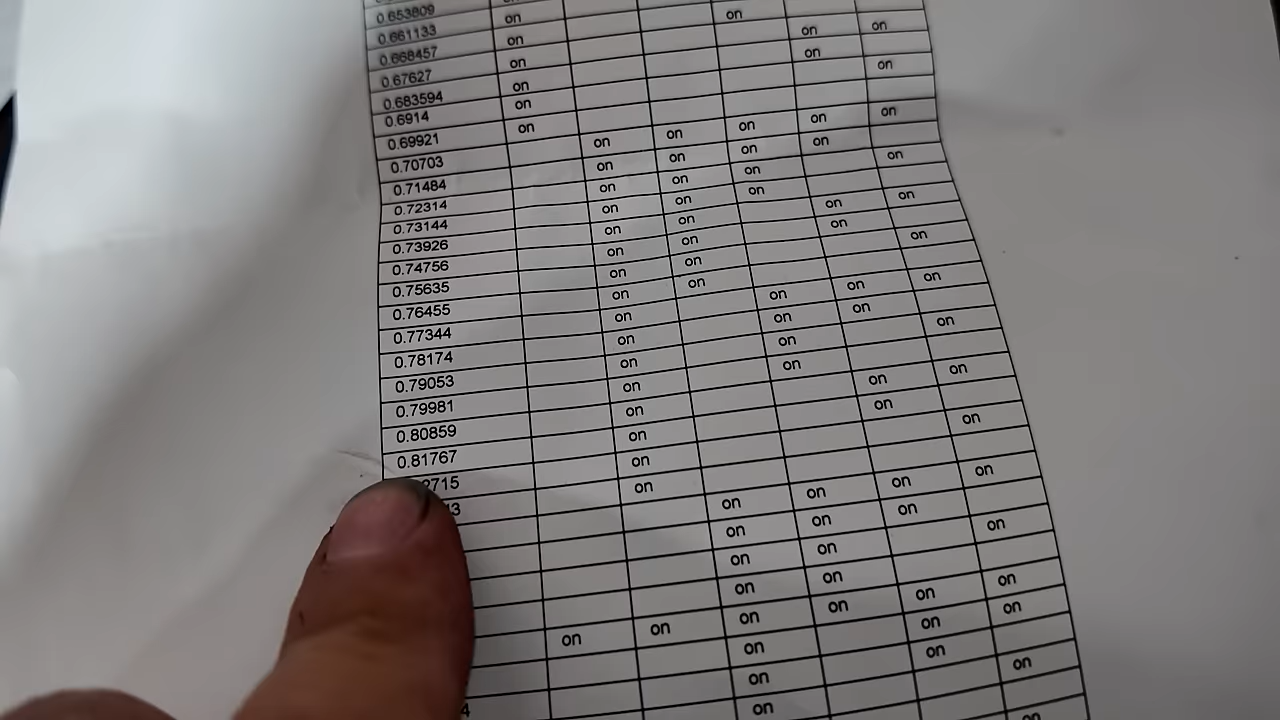 0.653809
0.661133 on
0.668457 on on
0.67627 on on on
0.683594 on on
0.6914 on on
0.69921 on
0.70703 on on on on on
0.71484 on on on on
0.72314 on on on on
0.73144 on on on
0.73926 on on on on
0.74756 on on on
0.75635 on on on
0.76455 on on
0.77344 on on on on
0.78174 on on on
0.79053 on on on
0.79981 on on
0.80859 on on on
0.81767 on on
2715 on on
3 on
on on on on
on on on
on on on
on on
on on on on on on
on on on
on on
4 on on
on